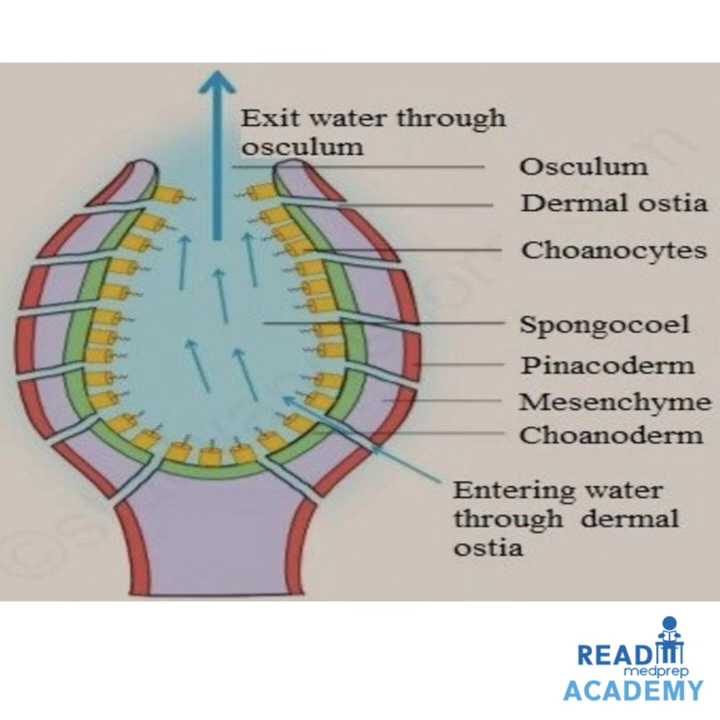 Exit water through
osculum
Osculum
Dermal ostia
Choanocytes
Spongocoel
Pinacoderm
Mesenchyme
Choanoderm
Entering water
through dermal
ostia
READ
medprep
ACADEMY